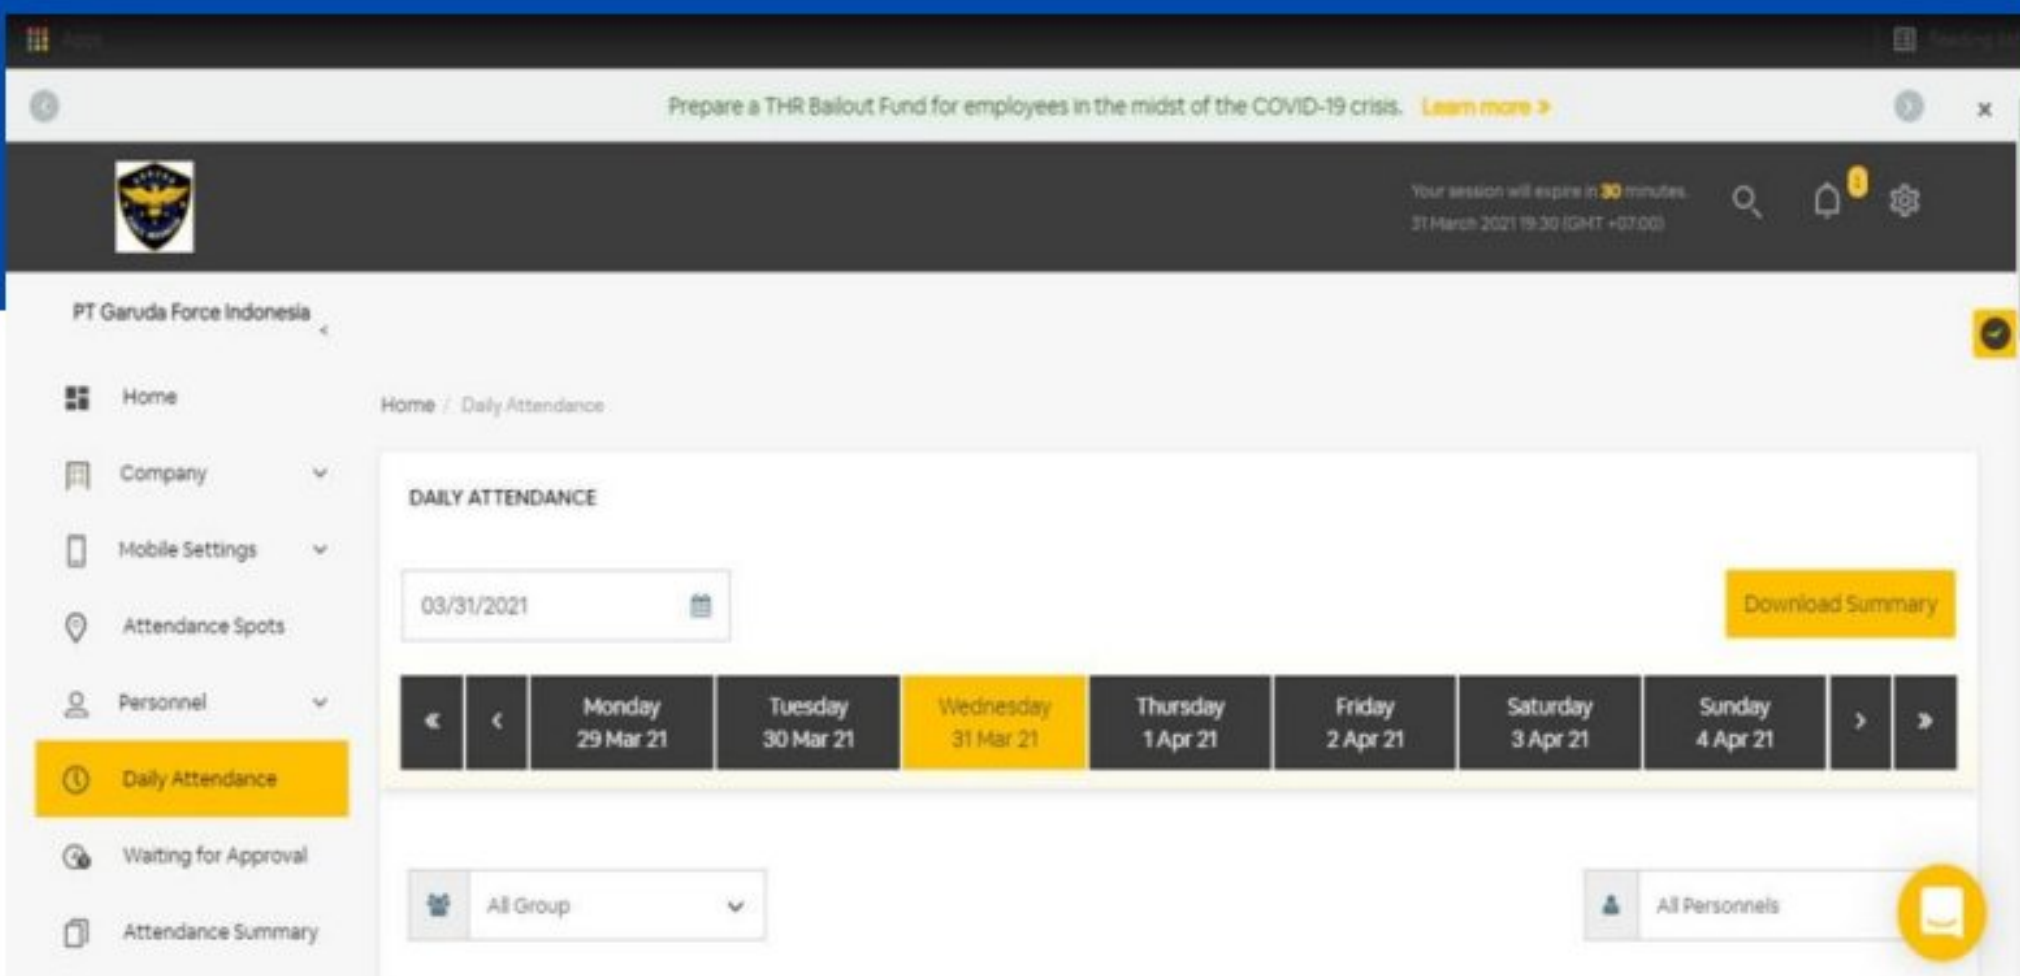 Apps
Prepare a THR Bailout Fund for employees in the midst of the COVID-19 crisis. Learn more »
Your session will expire in 30 minutes.
31 March 2021 19:30 (GMT +07:00)
PT Garuda Force Indonesia
Home
Company
Mobile Settings
Attendance Spots
Personnel
Daily Attendance
Waiting for Approval
Attendance Summary
Home / Daily Attendance
DAILY ATTENDANCE
03/31/2021
Download Summary
« ‹ Monday Tuesday Wednesday Thursday Friday Saturday Sunday › »
29 Mar 21 30 Mar 21 31 Mar 21 1 Apr 21 2 Apr 21 3 Apr 21 4 Apr 21
All Group
All Personnels